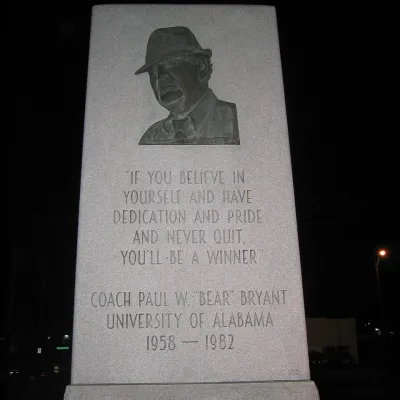 "IF YOU BELIEVE IN
YOURSELF AND HAVE
DEDICATION AND PRIDE
AND NEVER QUIT,
YOU'LL BE A WINNER"
COACH PAUL W. "BEAR" BRYANT
UNIVERSITY OF ALABAMA
1958 — 1982